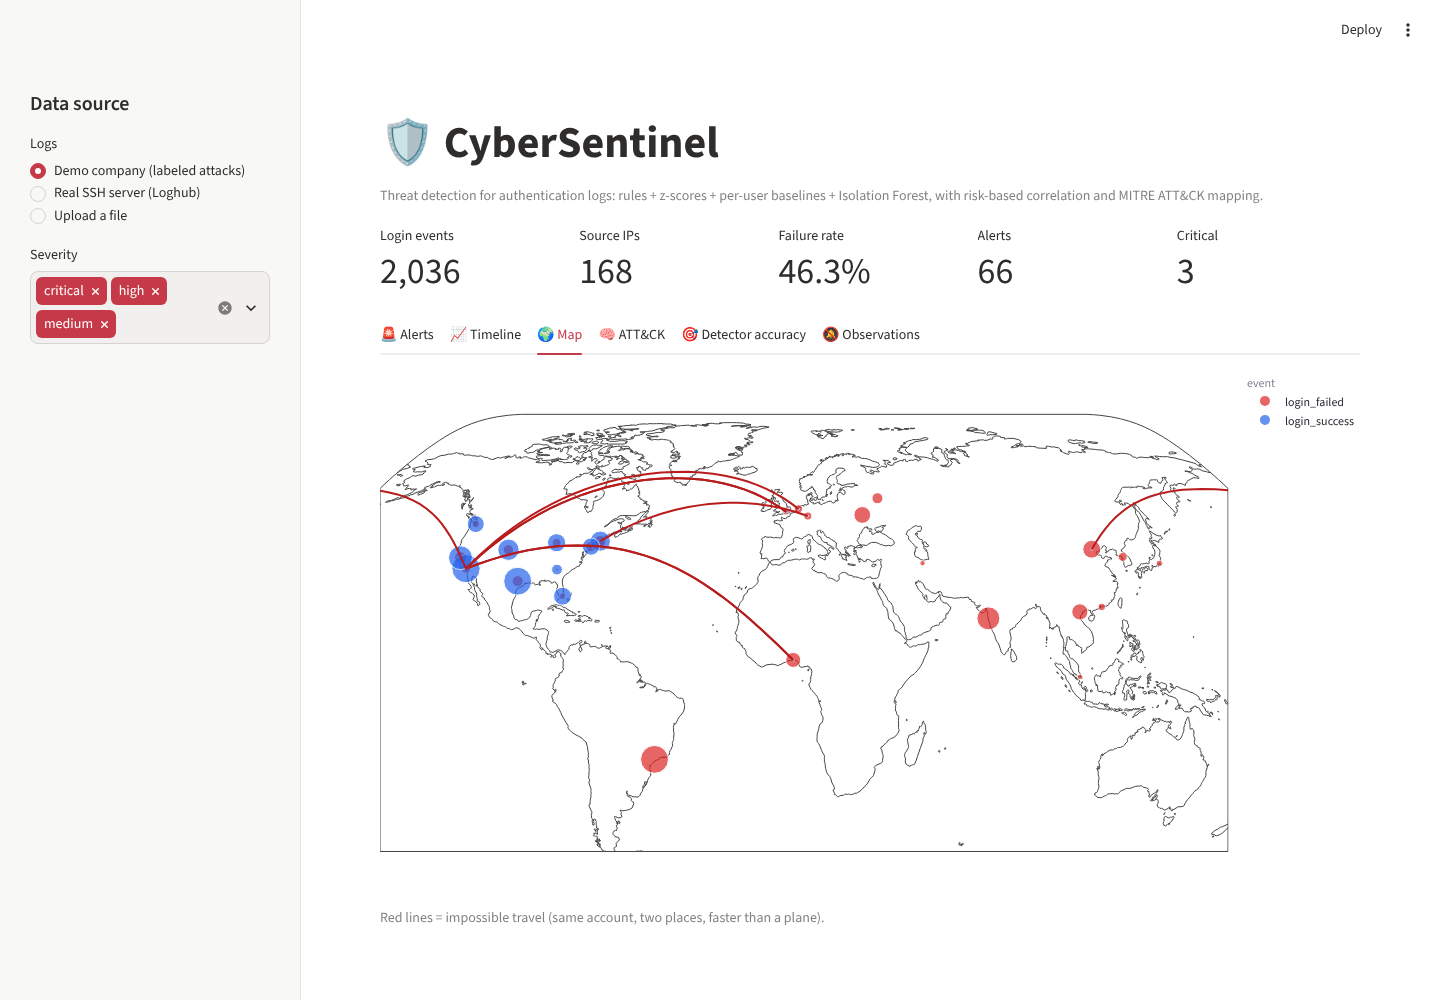 Deploy
Data source
Logs
Demo company (labeled attacks)
Real SSH server (Loghub)
Upload a file
Severity
critical
high
medium
CyberSentinel
Threat detection for authentication logs: rules + z-scores + per-user baselines + Isolation Forest, with risk-based correlation and MITRE ATT&CK mapping.
Login events Source IPs Failure rate Alerts Critical
2,036 168 46.3% 66 3
Alerts Timeline Map ATT&CK Detector accuracy Observations
event
login_failed
login_success
Red lines = impossible travel (same account, two places, faster than a plane).